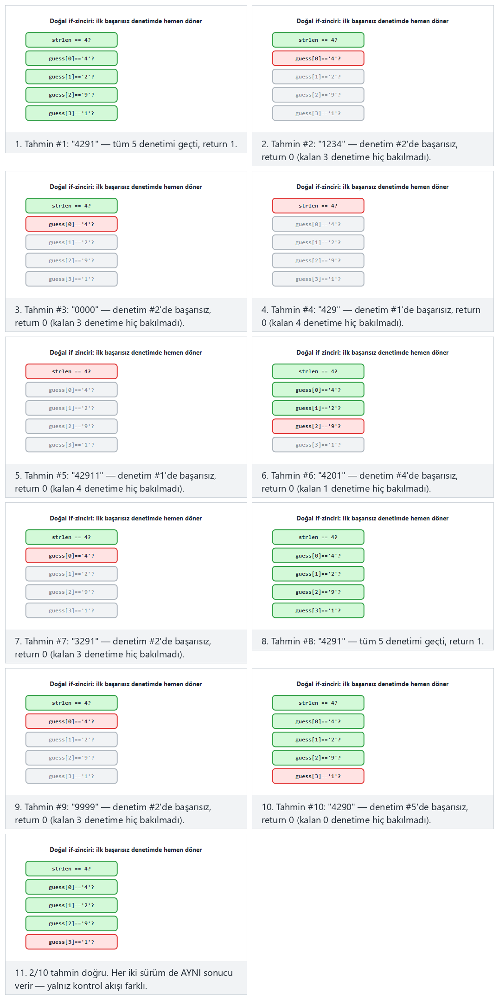 Doğal if-zinciri: ilk başarısız denetimde hemen döner
strlen == 4?
guess[0]=='4'?
guess[1]=='2'?
guess[2]=='9'?
guess[3]=='1'?
1. Tahmin #1: "4291" — tüm 5 denetimi geçti, return 1.
Doğal if-zinciri: ilk başarısız denetimde hemen döner
strlen == 4?
guess[0]=='4'?
guess[1]=='2'?
guess[2]=='9'?
guess[3]=='1'?
2. Tahmin #2: "1234" — denetim #2'de başarısız,
return 0 (kalan 3 denetime hiç bakılmadı).
Doğal if-zinciri: ilk başarısız denetimde hemen döner
strlen == 4?
guess[0]=='4'?
guess[1]=='2'?
guess[2]=='9'?
guess[3]=='1'?
3. Tahmin #3: "0000" — denetim #2'de başarısız,
return 0 (kalan 3 denetime hiç bakılmadı).
Doğal if-zinciri: ilk başarısız denetimde hemen döner
strlen == 4?
guess[0]=='4'?
guess[1]=='2'?
guess[2]=='9'?
guess[3]=='1'?
4. Tahmin #4: "429" — denetim #1'de başarısız, return
0 (kalan 4 denetime hiç bakılmadı).
Doğal if-zinciri: ilk başarısız denetimde hemen döner
strlen == 4?
guess[0]=='4'?
guess[1]=='2'?
guess[2]=='9'?
guess[3]=='1'?
5. Tahmin #5: "42911" — denetim #1'de başarısız,
return 0 (kalan 4 denetime hiç bakılmadı).
Doğal if-zinciri: ilk başarısız denetimde hemen döner
strlen == 4?
guess[0]=='4'?
guess[1]=='2'?
guess[2]=='9'?
guess[3]=='1'?
6. Tahmin #6: "4201" — denetim #4'de başarısız,
return 0 (kalan 1 denetime hiç bakılmadı).
Doğal if-zinciri: ilk başarısız denetimde hemen döner
strlen == 4?
guess[0]=='4'?
guess[1]=='2'?
guess[2]=='9'?
guess[3]=='1'?
7. Tahmin #7: "3291" — denetim #2'de başarısız,
return 0 (kalan 3 denetime hiç bakılmadı).
Doğal if-zinciri: ilk başarısız denetimde hemen döner
strlen == 4?
guess[0]=='4'?
guess[1]=='2'?
guess[2]=='9'?
guess[3]=='1'?
8. Tahmin #8: "4291" — tüm 5 denetimi geçti, return 1.
Doğal if-zinciri: ilk başarısız denetimde hemen döner
strlen == 4?
guess[0]=='4'?
guess[1]=='2'?
guess[2]=='9'?
guess[3]=='1'?
9. Tahmin #9: "9999" — denetim #2'de başarısız,
return 0 (kalan 3 denetime hiç bakılmadı).
Doğal if-zinciri: ilk başarısız denetimde hemen döner
strlen == 4?
guess[0]=='4'?
guess[1]=='2'?
guess[2]=='9'?
guess[3]=='1'?
10. Tahmin #10: "4290" — denetim #5'de başarısız,
return 0 (kalan 0 denetime hiç bakılmadı).
Doğal if-zinciri: ilk başarısız denetimde hemen döner
strlen == 4?
guess[0]=='4'?
guess[1]=='2'?
guess[2]=='9'?
guess[3]=='1'?
11. 2/10 tahmin doğru. Her iki sürüm de AYNI sonucu
verir — yalnız kontrol akışı farklı.